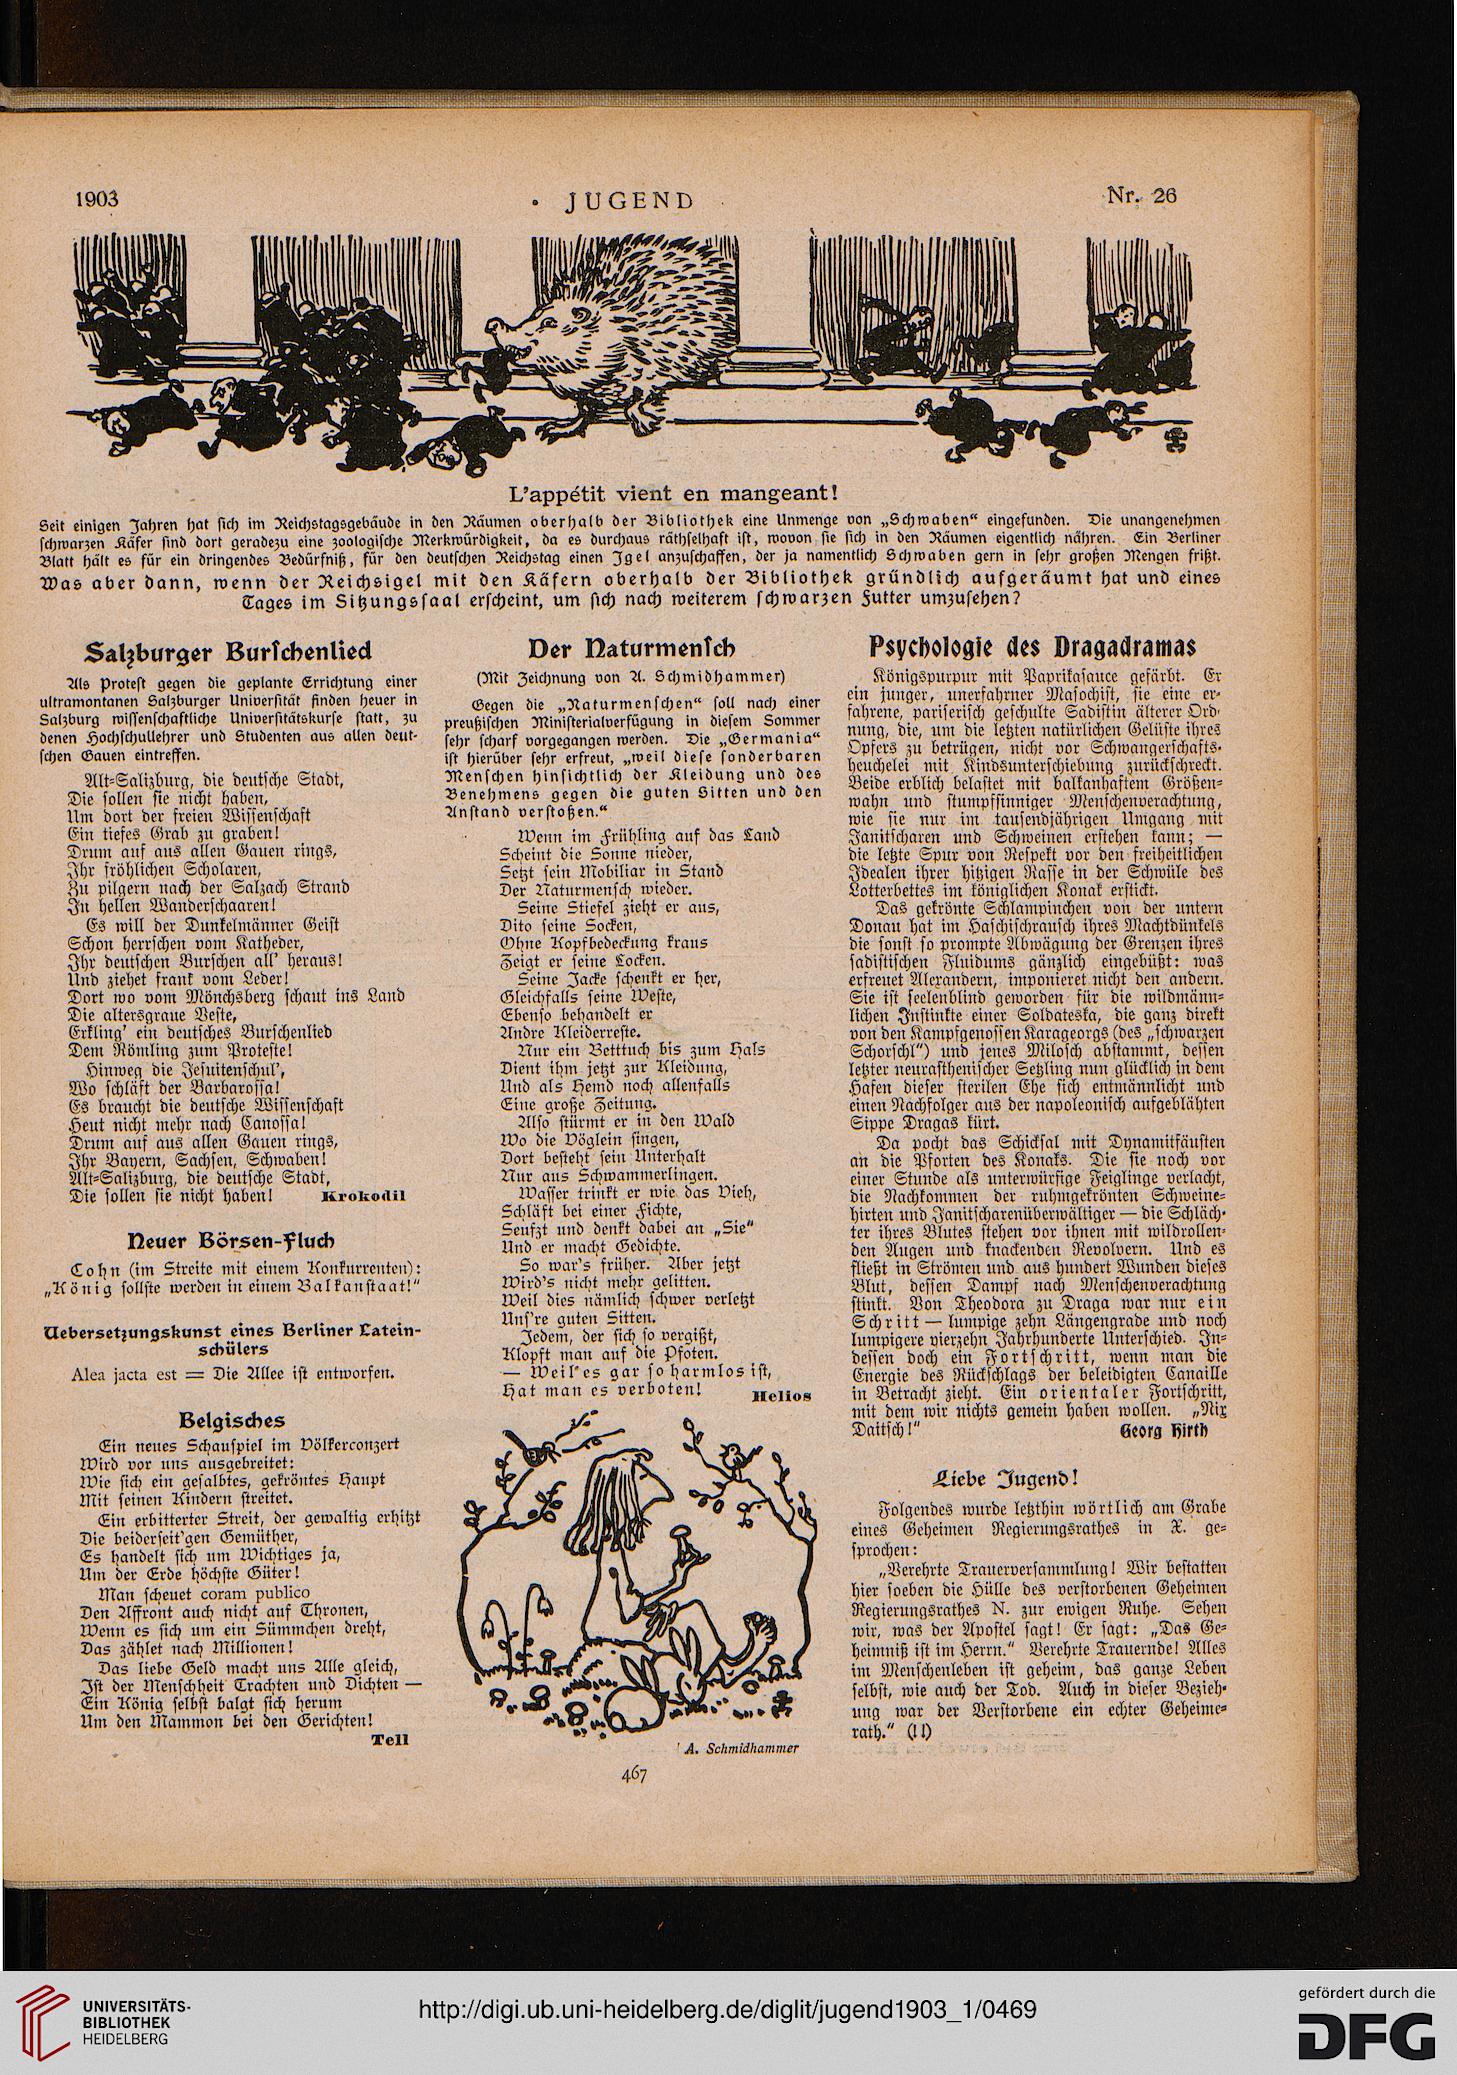 1903
JUGEND
Nr. 26
L'appétit vient en mangeant!
Seit einigen Jahren hat sich im Reichstagsgebäude in den Räumen oberhalb der Bibliothek eine Unmenge von „Schwaben“ eingefunden. Die unangenehmen
schwarzen Käfer sind dort geradezu eine zoologische Merkwürdigkeit, da es durchaus räthselhaft ist, wovon sie sich in den Räumen eigentlich nähren. Ein Berliner
Blatt hält es für ein dringendes Bedürfniß, für den deutschen Reichstag einen Igel anzuschaffen, der ja namentlich Schwaben gern in sehr großen Mengen frißt.
Was aber dann, wenn der Reichsigel mit den Käfern oberhalb der Bibliothek gründlich aufgeräumt hat und eines
Tages im Sitzungssaal erscheint, um sich nach weiterem schwarzen Futter umzusehen?
Salzburger Burschenlied
Als Protest gegen die geplante Errichtung einer
ultramontanen Salzburger Universität finden heuer in
Salzburg wissenschaftliche Universitätskurse statt, zu
denen Hochschullehrer und Studenten aus allen deut-
schen Gauen eintreffen.
Alt-Salizburg, die deutsche Stadt,
Die sollen sie nicht haben,
Um dort der freien Wissenschaft
Ein tiefes Grab zu graben!
Drum auf aus allen Gauen rings,
Ihr fröhlichen Scholaren,
Zu pilgern nach der Salzach Strand
In hellen Wanderschaaren!
Es will der Dunkelmänner Geist
Schon herrschen vom Katheder,
Ihr deutschen Burschen all' heraus!
Und ziehet frank vom Leder!
Dort wo vom Mönchsberg schaut ins Land
Die altersgraue Veste,
Erkling' ein deutsches Burschenlied
Dem Römling zum Proteste!
Hinweg die Jesuitenschul',
Wo schläft der Barbarossa!
Es braucht die deutsche Wissenschaft
Heut nicht mehr nach Canossa!
Drum auf aus allen Gauen rings,
Ihr Bayern, Sachsen, Schwaben!
Alt-Salizburg, die deutsche Stadt,
Die sollen sie nicht haben! Krokodil
Neuer Börsen-Fluch
Cohn (im Streite mit einem Konkurrenten):
„König sollste werden in einem Balkanstaat!“
Uebersetzungskunst eines Berliner Latein-
schülers
Alea jacta est = Die Allee ist entworfen.
Belgisches
Ein neues Schauspiel im Völkerconzert
Wird vor uns ausgebreitet:
Wie sich ein gesalbtes, gekröntes Haupt
Mit seinen Kindern streitet.
Ein erbitterter Streit, der gewaltig erhitzt
Die beiderseit'gen Gemüther,
Es handelt sich um Wichtiges ja,
Um der Erde höchste Güter!
Man scheuet coram publico
Den Affront auch nicht auf Thronen,
Wenn es sich um ein Sümmchen dreht,
Das zählet nach Millionen!
Das liebe Geld macht uns Alle gleich,
Ist der Menschheit Trachten und Dichten —
Ein König selbst balgt sich herum
Um den Mammon bei den Gerichten!
Tell
Der Naturmensch
(Mit Zeichnung von A. Schmidhammer)
Gegen die „Naturmenschen“ soll nach einer
preußischen Ministerialverfügung in diesem Sommer
sehr scharf vorgegangen werden. Die „Germania“
ist hierüber sehr erfreut, „weil diese sonderbaren
Menschen hinsichtlich der Kleidung und des
Benehmens gegen die guten Sitten und den
Anstand verstoßen.“
Wenn im Frühling auf das Land
Scheint die Sonne nieder,
Setzt sein Mobiliar in Stand
Der Naturmensch wieder.
Seine Stiefel zieht er aus,
Dito seine Socken,
Ohne Kopfbedeckung kraus
Zeigt er seine Locken.
Seine Jacke schenkt er her,
Gleichfalls seine Weste,
Ebenso behandelt er
Andre Kleiderreste.
Nur ein Betttuch bis zum Hals
Dient ihm jetzt zur Kleidung,
Und als Hemd noch allenfalls
Eine große Zeitung.
Also stürmt er in den Wald
Wo die Vöglein singen,
Dort besteht sein Unterhalt
Nur aus Schwammerlingen.
Wasser trinkt er wie das Vieh,
Schläft bei einer Fichte,
Seufzt und denkt dabei an „Sie“
Und er macht Gedichte.
So war's früher. Aber jetzt
Wird's nicht mehr gelitten.
Weil dies nämlich schwer verletzt
Uns're guten Sitten.
Jedem, der sich so vergißt,
Klopft man auf die Pfoten.
— Weil's gar so harmlos ist,
Hat man es verboten! Helios
A. Schmidhammer
Psychologie des Dragadramas
Königspurpur mit Paprikasauce gefärbt. Er
ein junger, unerfahrner Masochist, sie eine er-
fahrene, pariserisch geschulte Sadistin älterer Ord-
nung, die, um die letzten natürlichen Gelüste ihres
Opfers zu betrügen, nicht vor Schwangerschafts-
heuchelei mit Kindsunterschiebung zurückschreckt.
Beide erblich belastet mit balkanhaftem Größen-
wahn und stumpfsinniger Menschenverachtung,
wie sie nur im tausendjährigen Umgang mit
Janitscharen und Schweinen erstehen kann; —
die letzte Spur von Respekt vor den freiheitlichen
Idealen ihrer hitzigen Rasse in der Schwüle des
Lotterbettes im königlichen Konak erstickt.
Das gekrönte Schlampinchen von der untern
Donau hat im Haschischrausch ihres Machtdünkels
die sonst so prompte Abwägung der Grenzen ihres
sadistischen Fluidums gänzlich eingebüßt: was
erfreuet Alexandern, imponieret nicht den andern.
Sie ist seelenblind geworden für die wildmänn-
lichen Instinkte einer Soldateska, die ganz direkt
von den Kampfgenossen Karageorgs (des „schwarzen
Schorschl“) und jenes Milosch abstammt, dessen
letzter neurasthenischer Setzling nun glücklich in dem
Hafen dieser sterilen Ehe sich entmännlicht und
einen Nachfolger aus der napoleonisch aufgeblähten
Sippe Dragas kürt.
Da pocht das Schicksal mit Dynamitfäusten
an die Pforten des Konaks. Die sie noch vor
einer Stunde als unterwürfige Feiglinge verlacht,
die Nachkommen der ruhmgekrönten Schweine-
hirten und Janitscharenüberwältiger — die Schläch-
ter ihres Blutes stehen vor ihnen mit wildrollen-
den Augen und knackenden Revolvern. Und es
fließt in Strömen und aus hundert Wunden dieses
Blut, dessen Dampf nach Menschenverachtung
stinkt. Von Theodora zu Draga war nur ein
Schritt — lumpige zehn Längengrade und noch
lumpigere vierzehn Jahrhunderte Unterschied. In-
dessen doch ein Fortschritt, wenn man die
Energie des Rückschlags der beleidigten Canaille
in Betracht zieht. Ein orientaler Fortschritt,
mit dem wir nichts gemein haben wollen. „Nix
Daitsch!“ Georg Hirth
Liebe Jugend!
Folgendes wurde letzthin wörtlich am Grabe
eines Geheimen Regierungsrathes in X. ge-
sprochen:
„Verehrte Trauerversammlung! Wir bestatten
hier soeben die Hülle des verstorbenen Geheimen
Regierungsrathes N. zur ewigen Ruhe. Sehen
wir, was der Apostel sagt! Er sagt: „Das Ge-
heimniß ist im Herrn.“ Verehrte Trauernde! Alles
im Menschenleben ist geheim, das ganze Leben
selbst, wie auch der Tod. Auch in dieser Bezieh-
ung war der Verstorbene ein echter Geheime-
rath.“ (!!)
467
UNIVERSITÄTS-
BIBLIOTHEK
HEIDELBERG
http://digi.ub.uni-heidelberg.de/diglit/jugend1903_1/0469
gefördert durch die
DFG